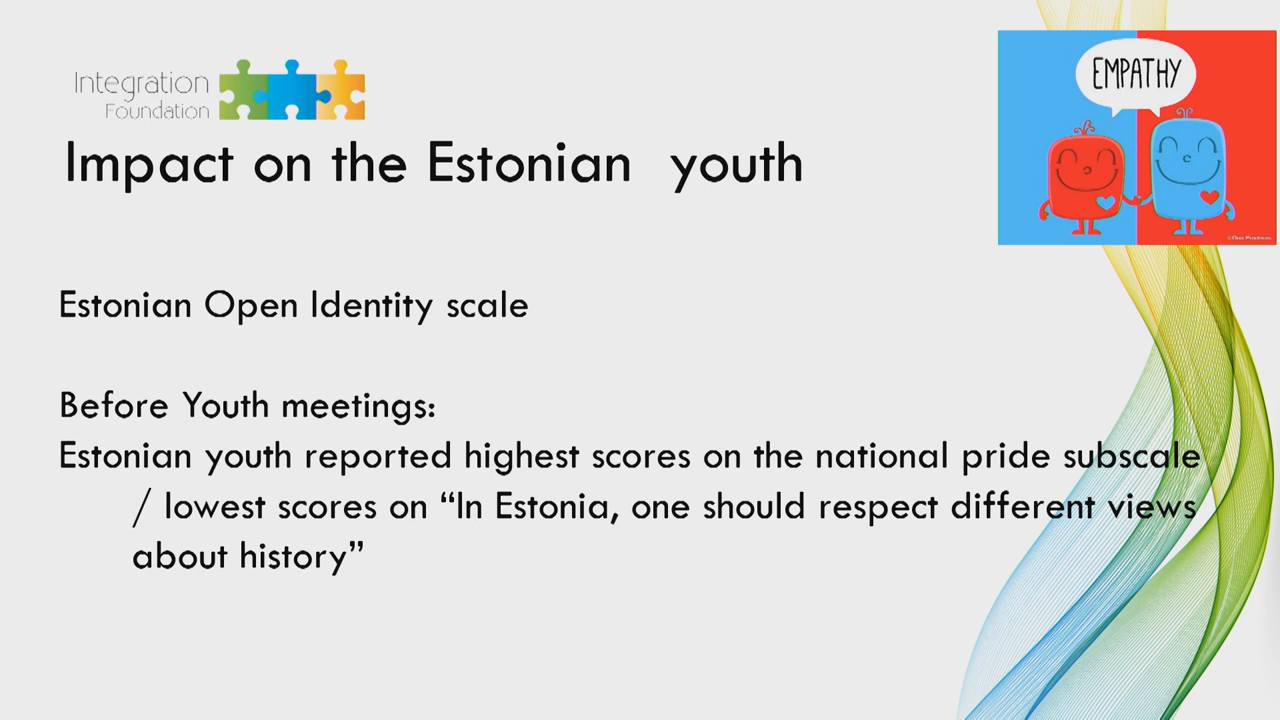 Integration
Foundation
EMPATHY
Impact on the Estonian youth
Estonian Open Identity scale
Before Youth meetings:
Estonian youth reported highest scores on the national pride subscale
/ lowest scores on “In Estonia, one should respect different views
about history”